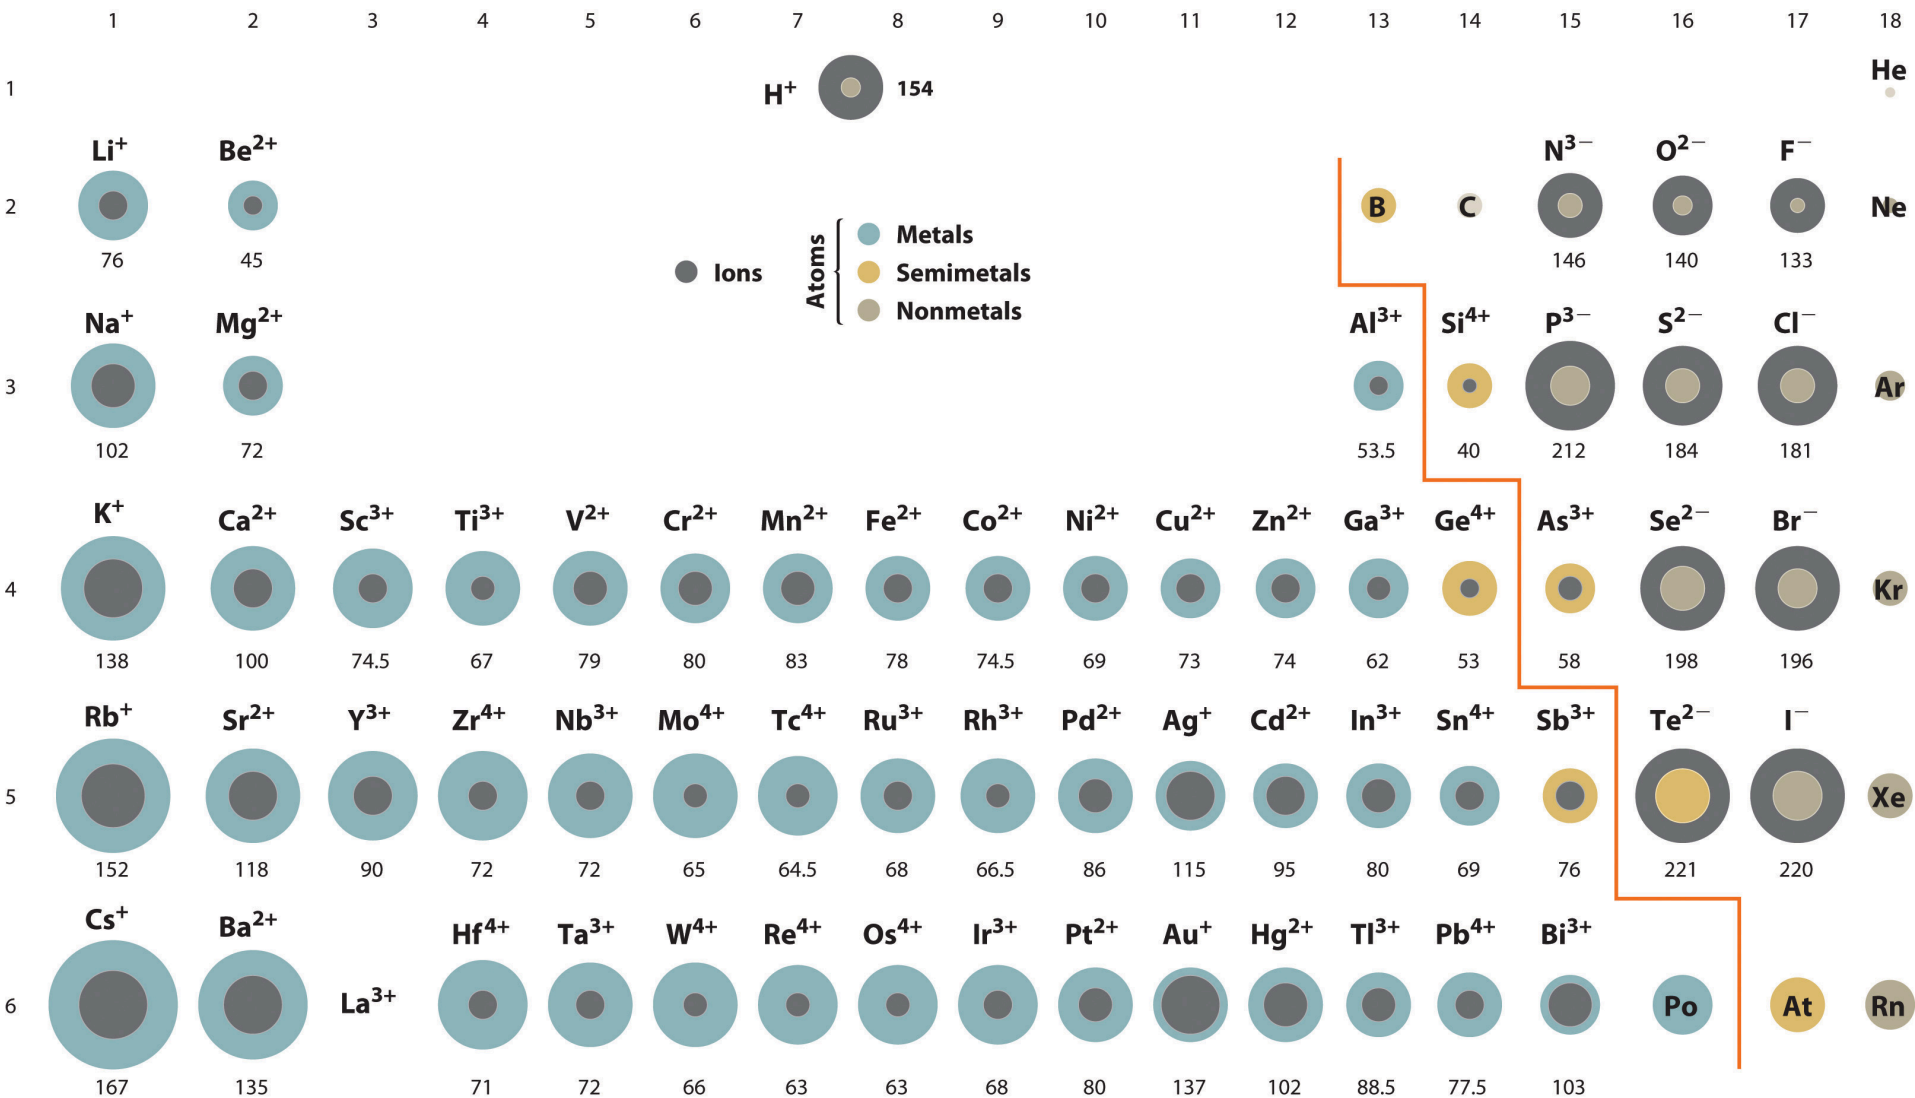 1 2 3 4 5 6 7 8 9 10 11 12 13 14 15 16 17 18
1 H⁺ 154 He
Li⁺ Be²⁺ N³⁻ O²⁻ F⁻
2 B C Ne
76 45 146 140 133
Ions
Atoms
Metals
Semimetals
Nonmetals
Na⁺ Mg²⁺ Al³⁺ Si⁴⁺ P³⁻ S²⁻ Cl⁻
3 Ar
102 72 53.5 40 212 184 181
K⁺ Ca²⁺ Sc³⁺ Ti³⁺ V²⁺ Cr²⁺ Mn²⁺ Fe²⁺ Co²⁺ Ni²⁺ Cu²⁺ Zn²⁺ Ga³⁺ Ge⁴⁺ As³⁺ Se²⁻ Br⁻
4 Kr
138 100 74.5 67 79 80 83 78 74.5 69 73 74 62 53 58 198 196
Rb⁺ Sr²⁺ Y³⁺ Zr⁴⁺ Nb³⁺ Mo⁴⁺ Tc⁴⁺ Ru³⁺ Rh³⁺ Pd²⁺ Ag⁺ Cd²⁺ In³⁺ Sn⁴⁺ Sb³⁺ Te²⁻ I⁻
5 Xe
152 118 90 72 72 65 64.5 68 66.5 86 115 95 80 69 76 221 220
Cs⁺ Ba²⁺ Hf⁴⁺ Ta³⁺ W⁴⁺ Re⁴⁺ Os⁴⁺ Ir³⁺ Pt²⁺ Au⁺ Hg²⁺ Tl³⁺ Pb⁴⁺ Bi³⁺
6 La³⁺ Po At Rn
167 135 71 72 66 63 63 68 80 137 102 88.5 77.5 103